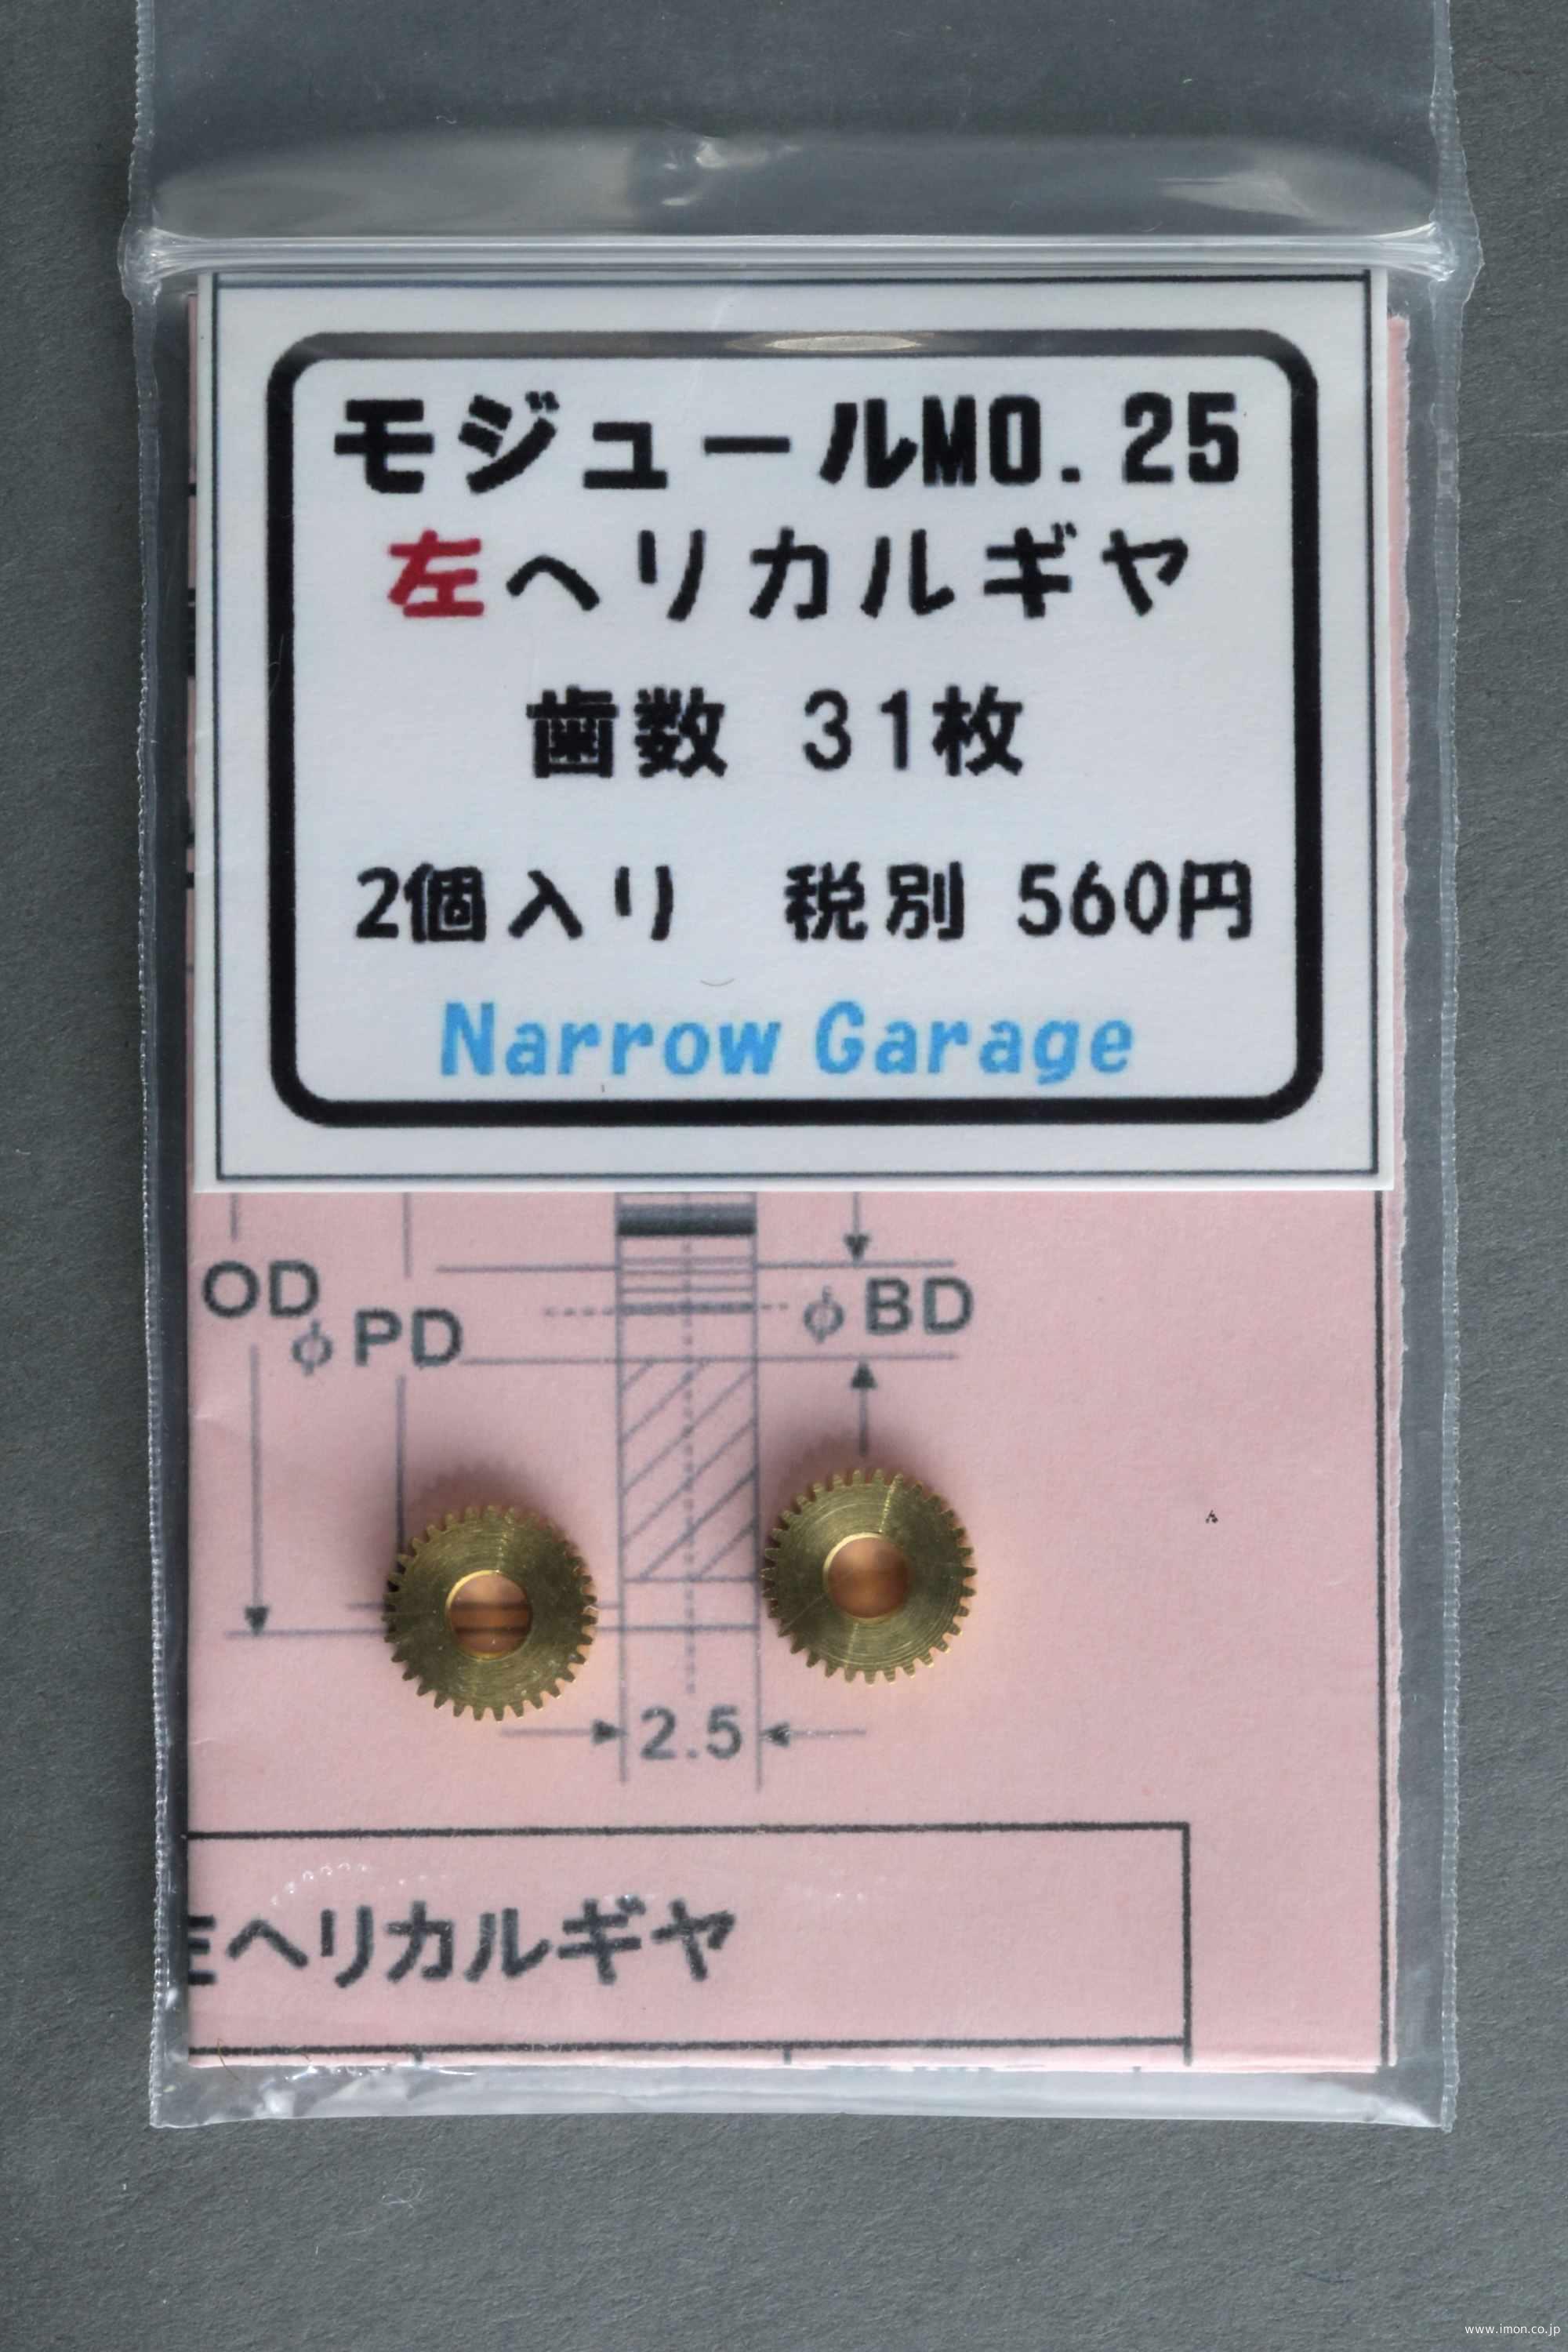 モジュールM0.25
左ヘリカルギヤ
歯数 31枚
2個入り 税別 560円
Narrow Garage
OD
φPD
φBD
2.5
左ヘリカルギヤ
www.imon.co.jp